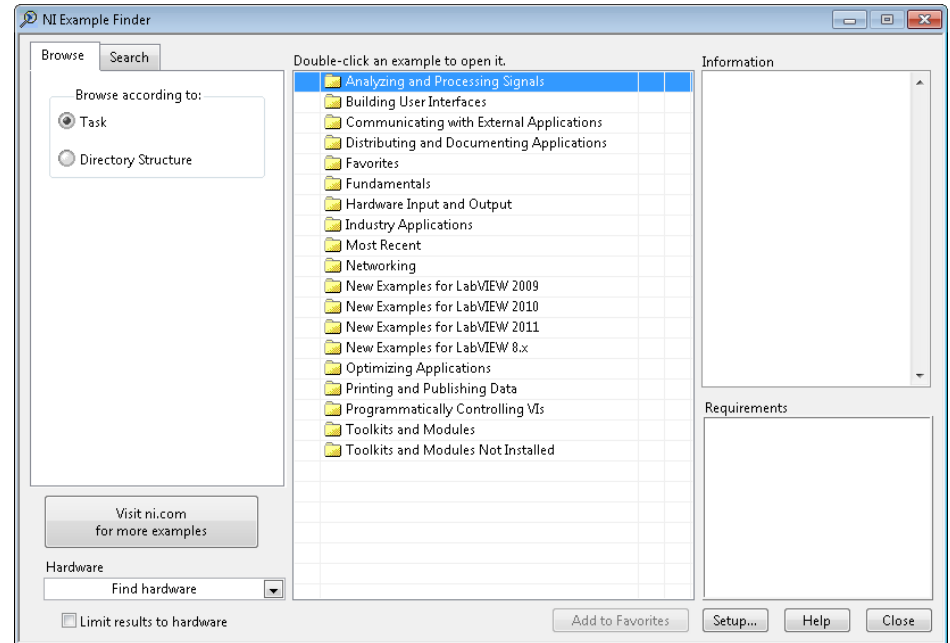 NI Example Finder
Browse
Search
Browse according to:
Task
Directory Structure
Visit ni.com
for more examples
Hardware
Find hardware
Limit results to hardware
Double-click an example to open it.
Analyzing and Processing Signals
Building User Interfaces
Communicating with External Applications
Distributing and Documenting Applications
Favorites
Fundamentals
Hardware Input and Output
Industry Applications
Most Recent
Networking
New Examples for LabVIEW 2009
New Examples for LabVIEW 2010
New Examples for LabVIEW 2011
New Examples for LabVIEW 8.x
Optimizing Applications
Printing and Publishing Data
Programmatically Controlling VIs
Toolkits and Modules
Toolkits and Modules Not Installed
Information
Requirements
Add to Favorites
Setup...
Help
Close